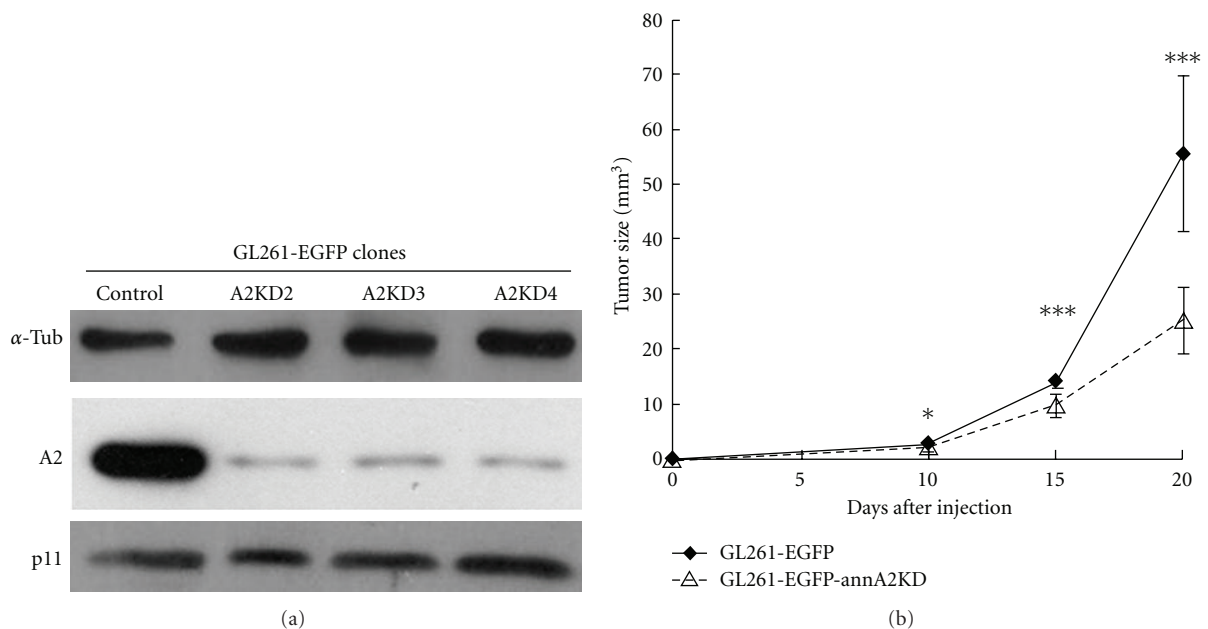 GL261-EGFP clones
Control A2KD2 A2KD3 A2KD4
α-Tub
A2
p11
(a)
Tumor size (mm³)
80
70
60
50
40
30
20
10
0
0 5 10 15 20
*
***
***
Days after injection
GL261-EGFP
GL261-EGFP-annA2KD
(b)